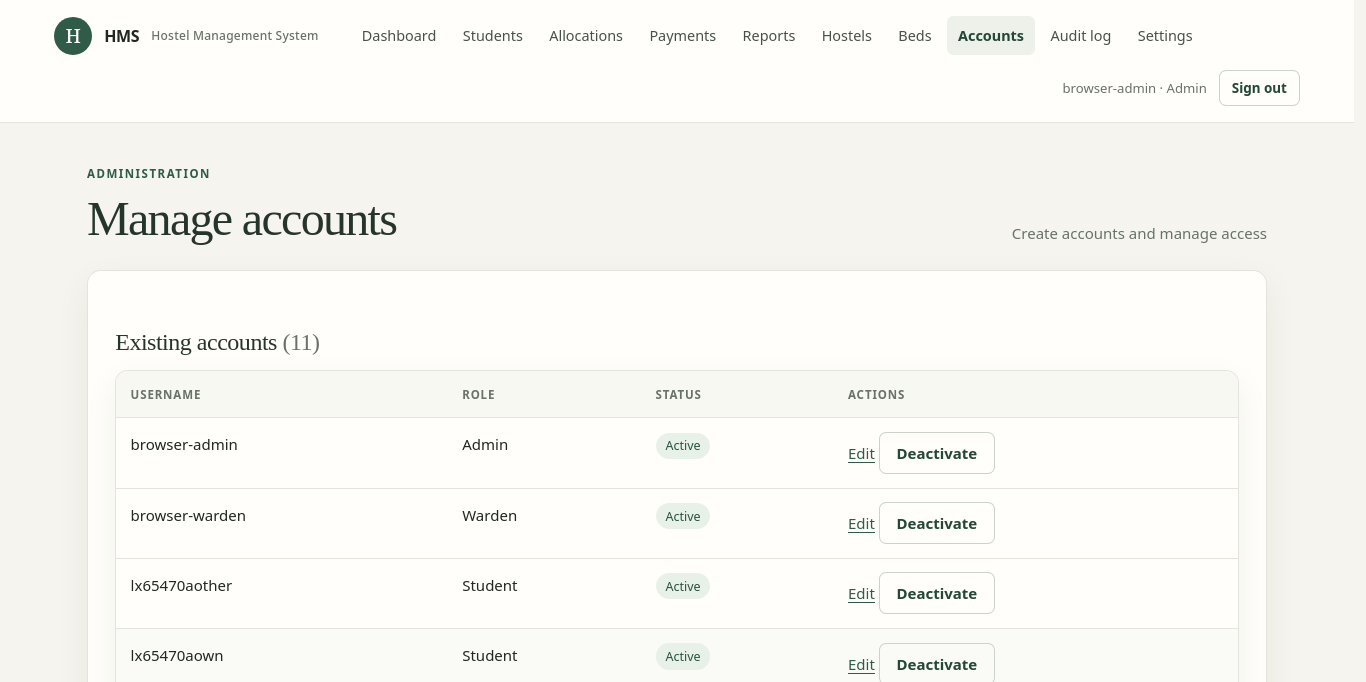 H HMS Hostel Management System Dashboard Students Allocations Payments Reports Hostels Beds Accounts Audit log Settings
browser-admin · Admin Sign out
ADMINISTRATION
Manage accounts
Create accounts and manage access
Existing accounts (11)
USERNAME ROLE STATUS ACTIONS
browser-admin Admin Active Edit Deactivate
browser-warden Warden Active Edit Deactivate
lx65470aother Student Active Edit Deactivate
lx65470aown Student Active Edit Deactivate